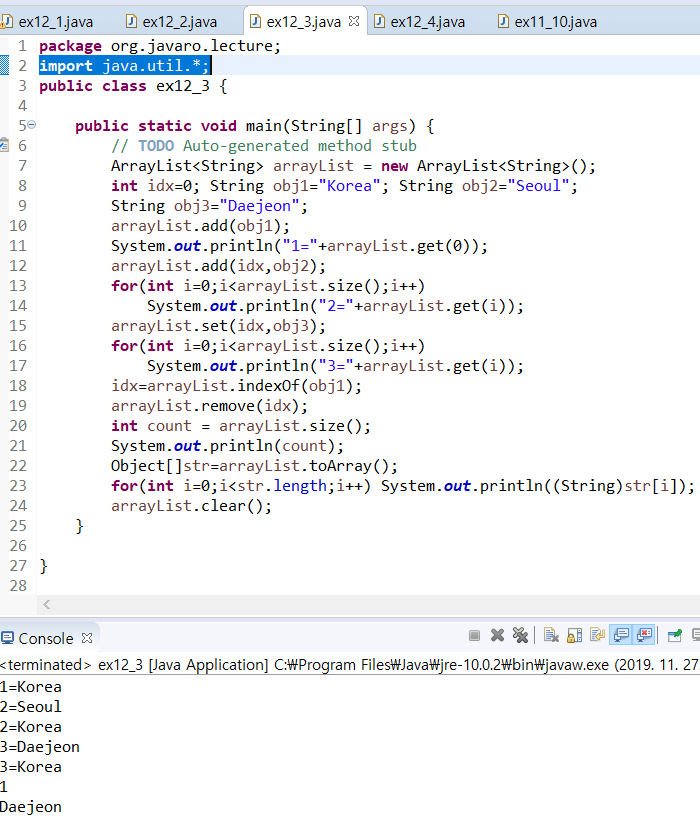 ex12_1.java ex12_2.java ex12_3.java ex12_4.java ex11_10.java
1 package org.javaro.lecture;
2 import java.util.*;
3 public class ex12_3 {
4
5 public static void main(String[] args) {
6 // TODO Auto-generated method stub
7 ArrayList<String> arrayList = new ArrayList<String>();
8 int idx=0; String obj1="Korea"; String obj2="Seoul";
9 String obj3="Daejeon";
10 arrayList.add(obj1);
11 System.out.println("1="+arrayList.get(0));
12 arrayList.add(idx,obj2);
13 for(int i=0;i<arrayList.size();i++)
14 System.out.println("2="+arrayList.get(i));
15 arrayList.set(idx,obj3);
16 for(int i=0;i<arrayList.size();i++)
17 System.out.println("3="+arrayList.get(i));
18 idx=arrayList.indexOf(obj1);
19 arrayList.remove(idx);
20 int count = arrayList.size();
21 System.out.println(count);
22 Object[]str=arrayList.toArray();
23 for(int i=0;i<str.length;i++) System.out.println((String)str[i]);
24 arrayList.clear();
25 }
26
27 }
28
Console
<terminated> ex12_3 [Java Application] C:₩Program Files₩Java₩jre-10.0.2₩bin₩javaw.exe (2019. 11. 27
1=Korea
2=Seoul
2=Korea
3=Daejeon
3=Korea
1
Daejeon